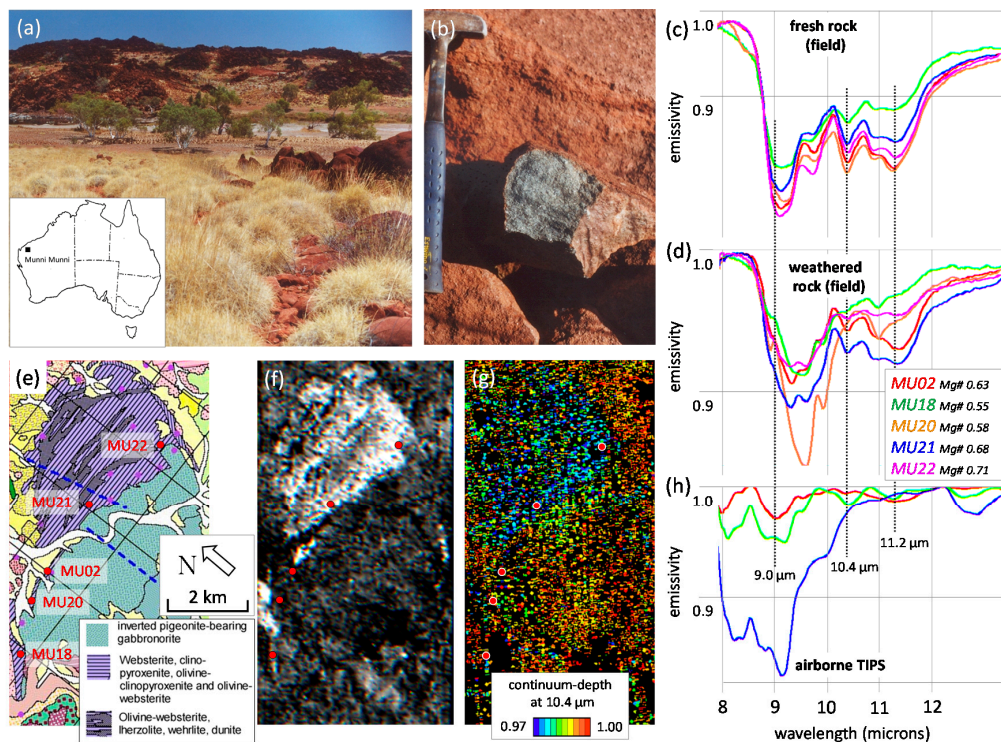 (a)
Munni Munni
(b)
(c)
fresh rock
(field)
1.0
0.9
emissivity
(d)
weathered
rock (field)
1.0
0.9
emissivity
MU02 Mg# 0.63
MU18 Mg# 0.55
MU20 Mg# 0.58
MU21 Mg# 0.68
MU22 Mg# 0.71
(e)
MU22
MU21
MU02
MU20
MU18
N
2 km
inverted pigeonite-bearing
gabbronorite
Websterite, clino-
pyroxenite, olivine-
clinopyroxenite and olivine-
websterite
Olivine-websterite,
lherzolite, wehrlite, dunite
(f)
(g)
continuum-depth
at 10.4 µm
0.97 1.00
(h)
1.0
0.9
emissivity
9.0 µm
10.4 µm
11.2 µm
airborne TIPS
8 9 10 11 12
wavelength (microns)